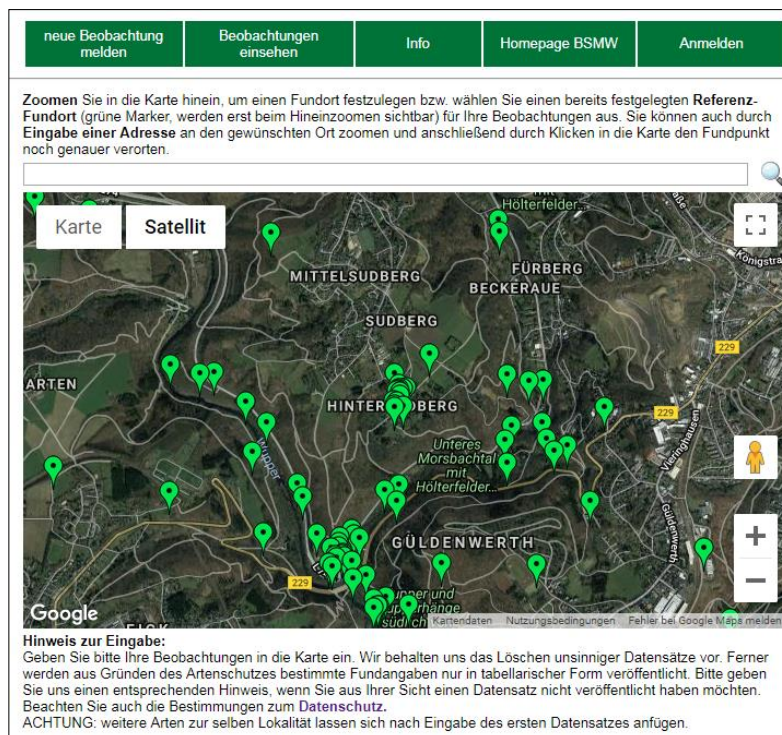 neue Beobachtung
melden
Beobachtungen
einsehen
Info
Homepage BSMW
Anmelden
Zoomen Sie in die Karte hinein, um einen Fundort festzulegen bzw. wählen Sie einen bereits festgelegten Referenz-
Fundort (grüne Marker, werden erst beim Hineinzoomen sichtbar) für Ihre Beobachtungen aus. Sie können auch durch
Eingabe einer Adresse an den gewünschten Ort zoomen und anschließend durch Klicken in die Karte den Fundpunkt
noch genauer verorten.
Karte
Satellit
Hölterfelder...
Königstra
MITTELSUDBERG
FÜRBERG
BECKERAUE
SUDBERG
229
ARTEN
229
Vieringhausen
Wupper
Unteres
Morsbachtal
mit
Hölterfelder...
GÜLDENWERTH
Güldenwerth
229
Google
Kartendaten
Nutzungsbedingungen
Fehler bei Google Maps melden
Hinweis zur Eingabe:
Geben Sie bitte Ihre Beobachtungen in die Karte ein. Wir behalten uns das Löschen unsinniger Datensätze vor. Ferner
werden aus Gründen des Artenschutzes bestimmte Fundangaben nur in tabellarischer Form veröffentlicht. Bitte geben
Sie uns einen entsprechenden Hinweis, wenn Sie aus Ihrer Sicht einen Datensatz nicht veröffentlicht haben möchten.
Beachten Sie auch die Bestimmungen zum Datenschutz.
ACHTUNG: weitere Arten zur selben Lokalität lassen sich nach Eingabe des ersten Datensatzes anfügen.